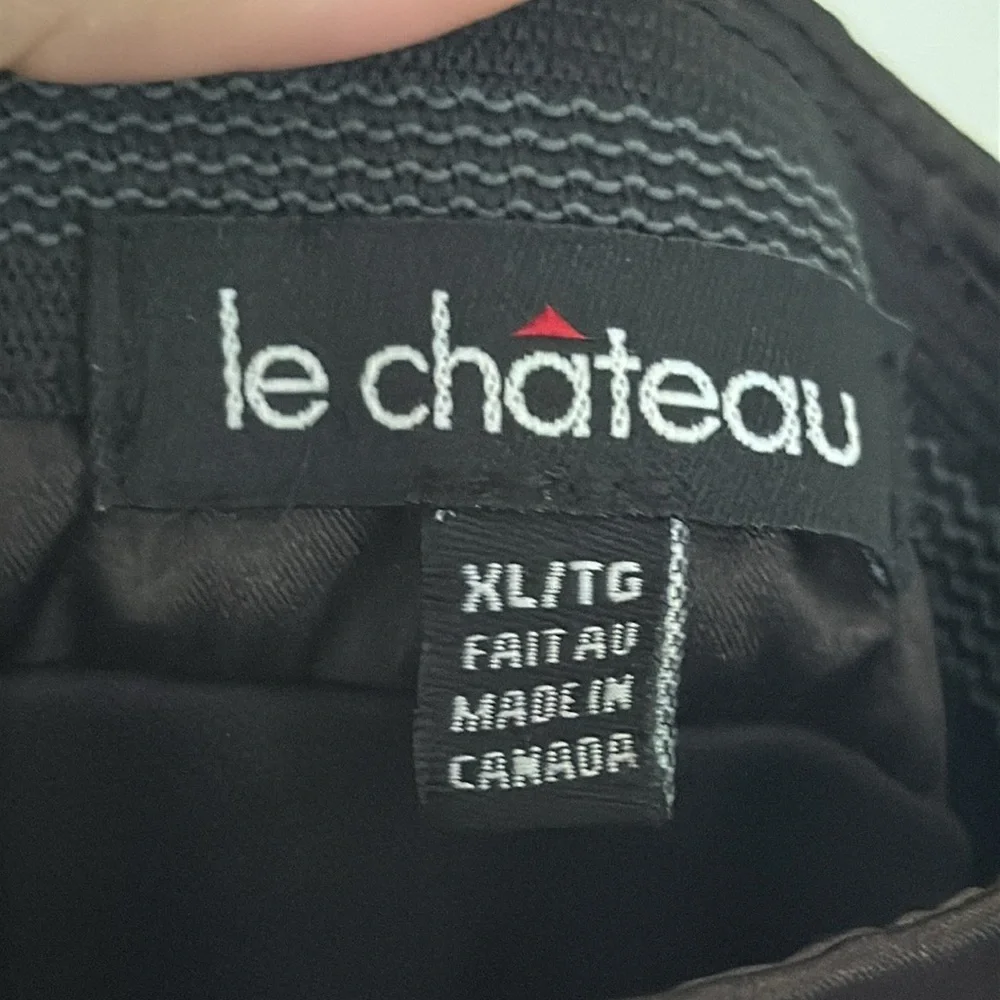 le château
XL/TG
FAIT AU
MADE IN
CANADA